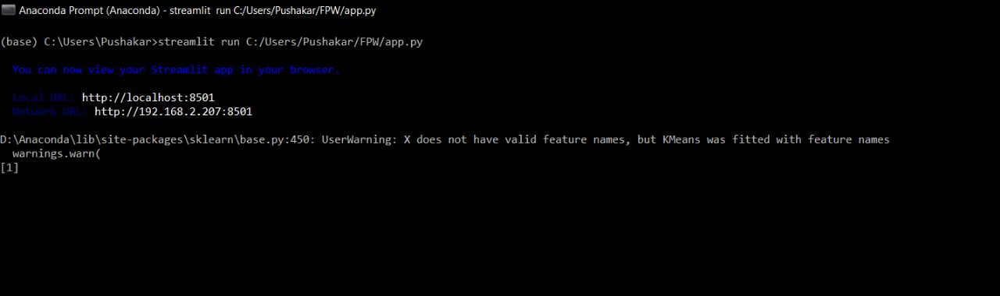 Anaconda Prompt (Anaconda) - streamlit  run C:/Users/Pushakar/FPW/app.py
(base) C:\Users\Pushakar>streamlit run C:/Users/Pushakar/FPW/app.py
You can now view your Streamlit app in your browser.
Local URL: http://localhost:8501
Network URL: http://192.168.2.207:8501
D:\Anaconda\lib\site-packages\sklearn\base.py:450: UserWarning: X does not have valid feature names, but KMeans was fitted with feature names
  warnings.warn(
[1]